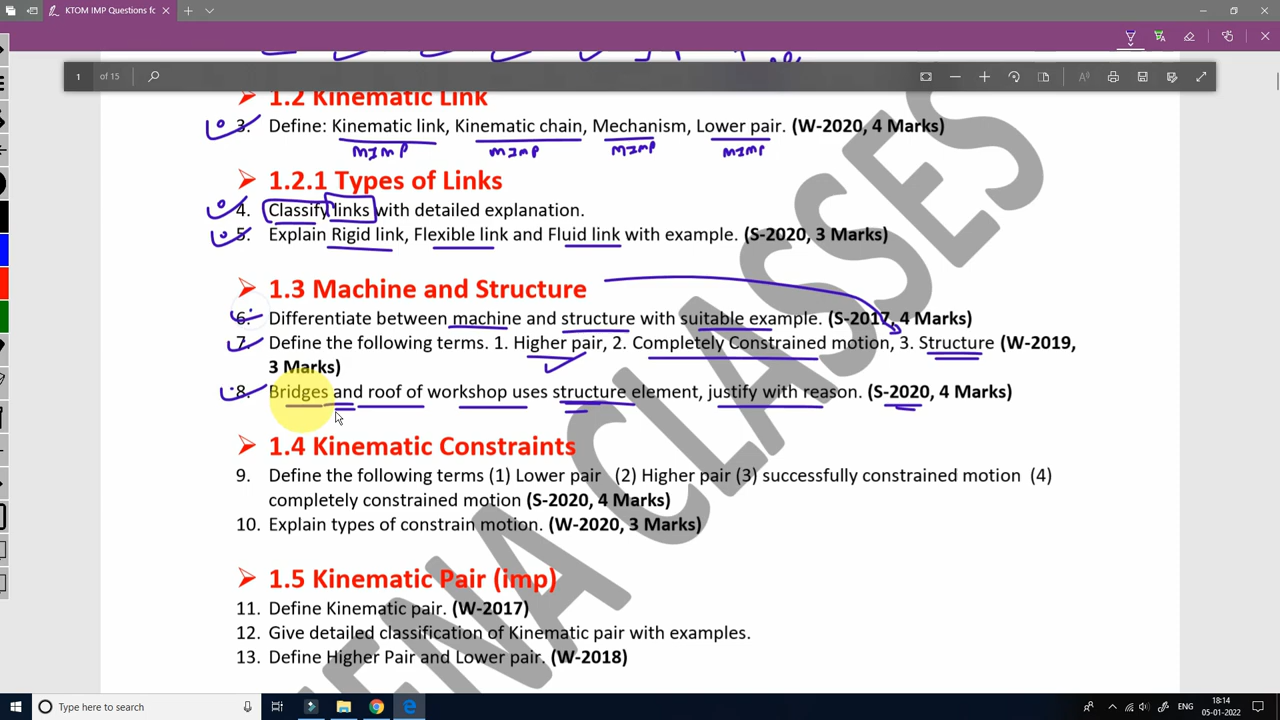 KTOM IMP Questions fo
1 of 15
1.2 Kinematic Link
3. Define: Kinematic link, Kinematic chain, Mechanism, Lower pair. (W-2020, 4 Marks)
MIMP MIMP MIMP MIMP
1.2.1 Types of Links
4. Classify links with detailed explanation.
5. Explain Rigid link, Flexible link and Fluid link with example. (S-2020, 3 Marks)
1.3 Machine and Structure
6. Differentiate between machine and structure with suitable example. (S-2017, 4 Marks)
7. Define the following terms. 1. Higher pair, 2. Completely Constrained motion, 3. Structure (W-2019,
3 Marks)
8. Bridges and roof of workshop uses structure element, justify with reason. (S-2020, 4 Marks)
1.4 Kinematic Constraints
9. Define the following terms (1) Lower pair (2) Higher pair (3) successfully constrained motion (4)
completely constrained motion (S-2020, 4 Marks)
10. Explain types of constrain motion. (W-2020, 3 Marks)
1.5 Kinematic Pair (imp)
11. Define Kinematic pair. (W-2017)
12. Give detailed classification of Kinematic pair with examples.
13. Define Higher Pair and Lower pair. (W-2018)
ENA CLASSES
Type here to search
ENG
18:14
05-01-2022